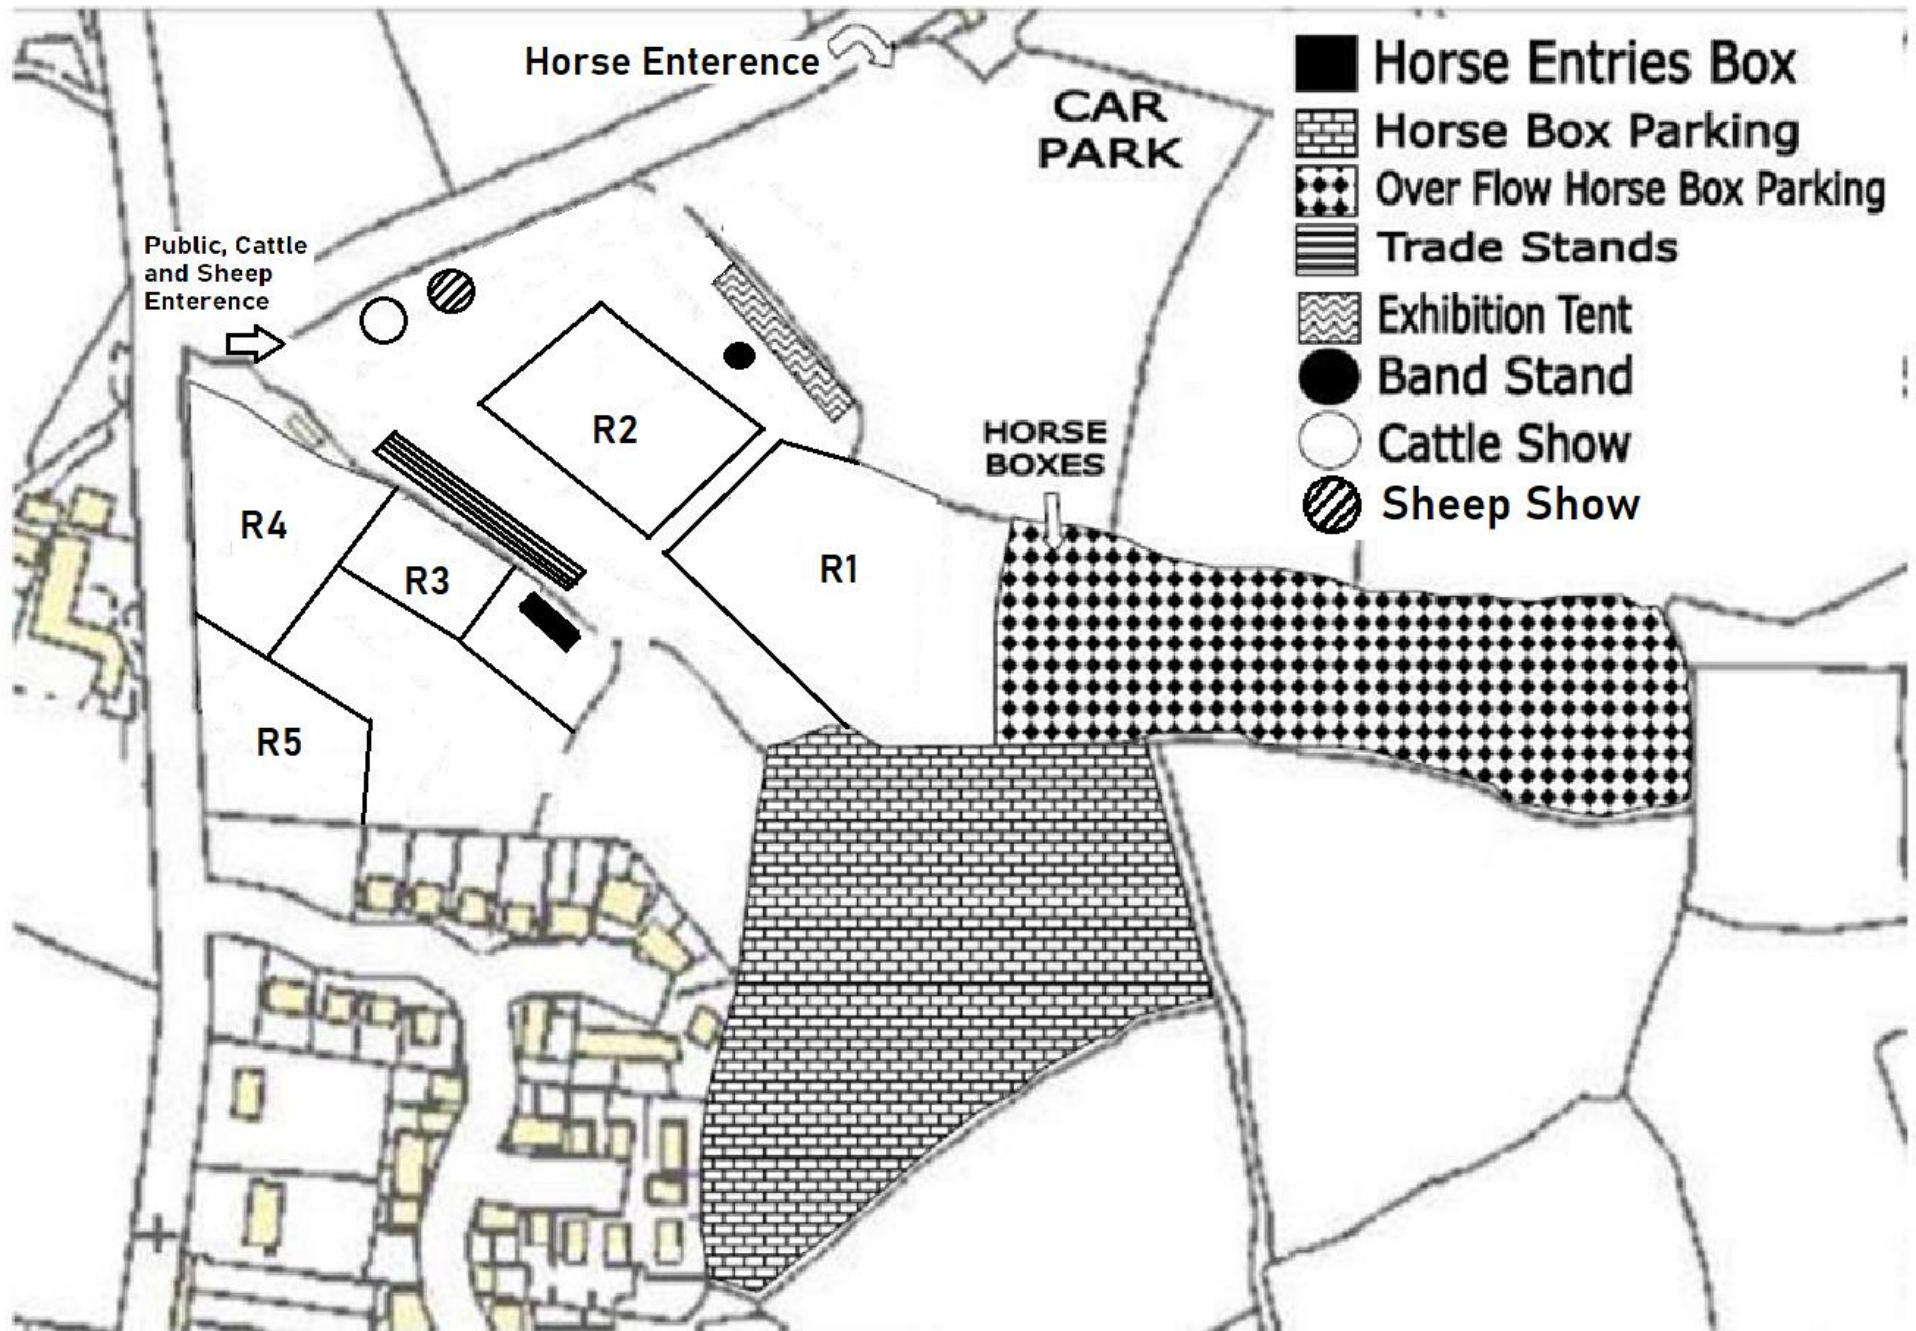 Horse Enterence
CAR
PARK
Public, Cattle
and Sheep
Enterence
R2
HORSE
BOXES
R4
R3
R1
R5
Horse Entries Box
Horse Box Parking
Over Flow Horse Box Parking
Trade Stands
Exhibition Tent
Band Stand
Cattle Show
Sheep Show